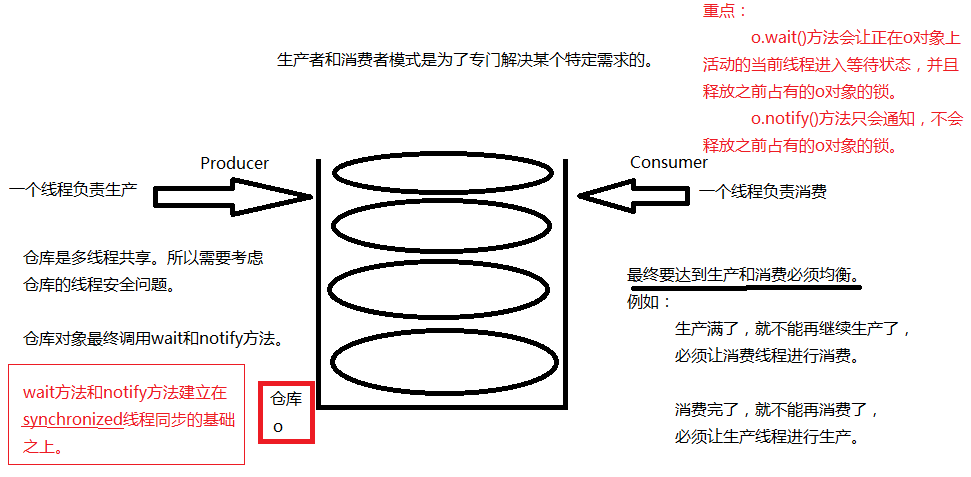 生产者和消费者模式是为了专门解决某个特定需求的。
重点：
o.wait()方法会让正在o对象上
活动的当前线程进入等待状态，并且
释放之前占有的o对象的锁。
o.notify()方法只会通知，不会
释放之前占有的o对象的锁。
Producer
一个线程负责生产
Consumer
一个线程负责消费
仓库是多线程共享。所以需要考虑
仓库的线程安全问题。
仓库对象最终调用wait和notify方法。
wait方法和notify方法建立在
synchronized线程同步的基础
之上。
仓库
o
最终要达到生产和消费必须均衡。
例如：
生产满了，就不能再继续生产了，
必须让消费线程进行消费。
消费完了，就不能再消费了，
必须让生产线程进行生产。